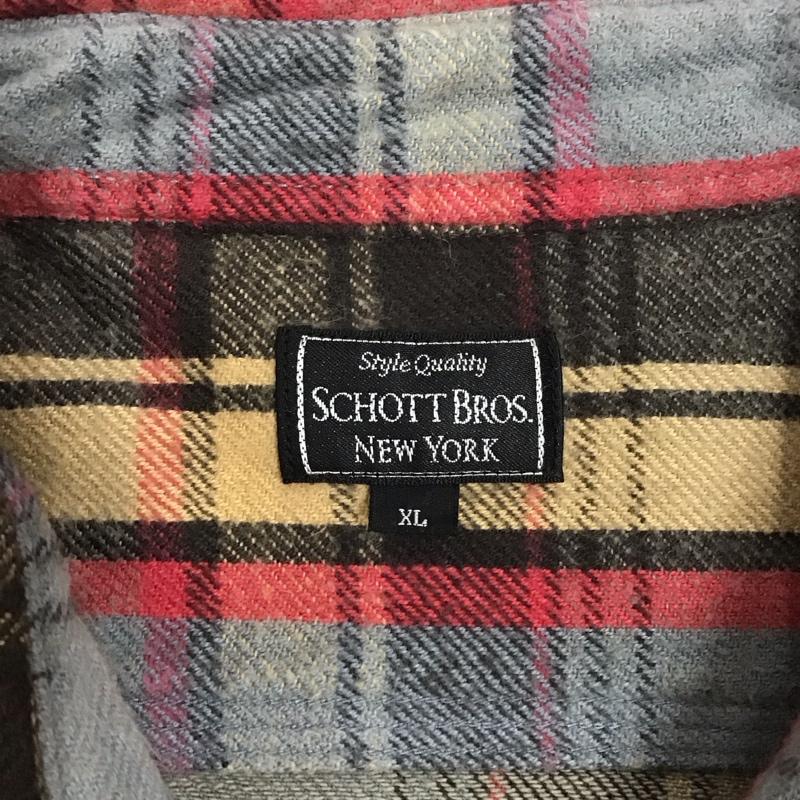 Style Quality
SCHOTT BROS.
NEW YORK
XL